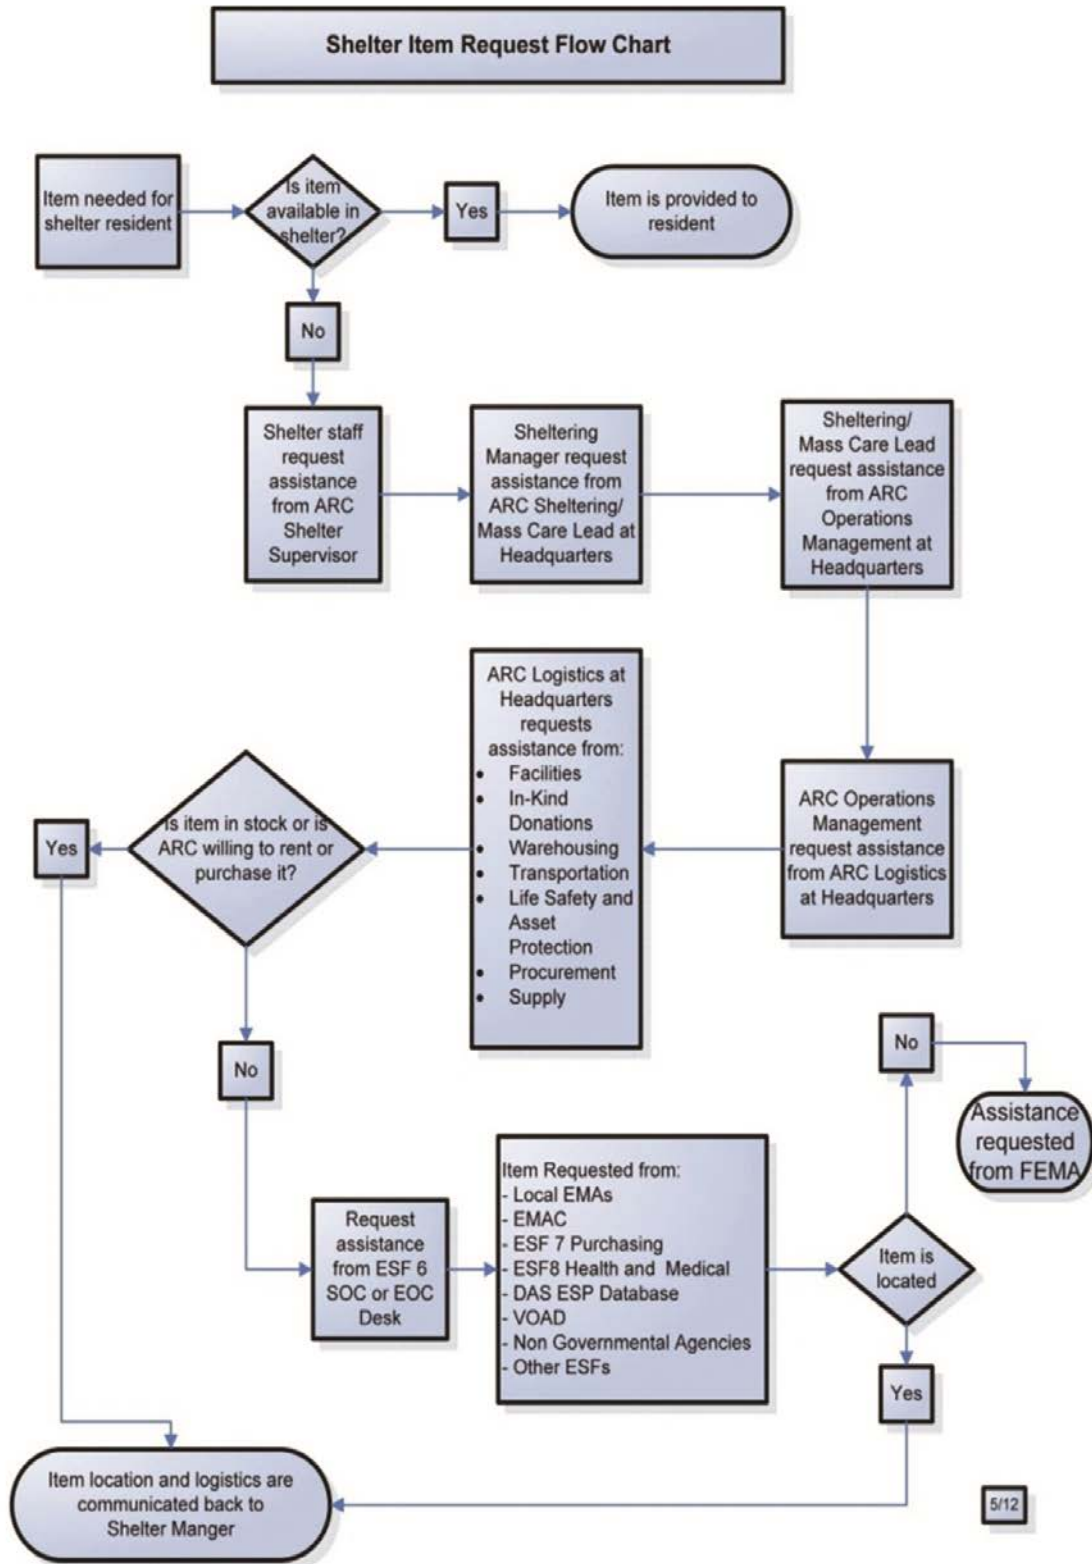 Shelter Item Request Flow Chart
Item needed for
shelter resident
Is item
available in
shelter?
Yes
Item is provided to
resident
No
Shelter staff
request
assistance
from ARC
Shelter
Supervisor
Sheltering
Manager request
assistance from
ARC Sheltering/
Mass Care Lead at
Headquarters
Sheltering/
Mass Care Lead
request assistance
from ARC
Operations
Management at
Headquarters
ARC Operations
Management
request assistance
from ARC Logistics
at Headquarters
ARC Logistics at
Headquarters
requests
assistance from:
• Facilities
• In-Kind
Donations
• Warehousing
• Transportation
• Life Safety and
Asset
Protection
• Procurement
• Supply
Is item in stock or is
ARC willing to rent or
purchase it?
Yes
No
Request
assistance
from ESF 6
SOC or EOC
Desk
Item Requested from:
- Local EMAs
- EMAC
- ESF 7 Purchasing
- ESF8 Health and Medical
- DAS ESP Database
- VOAD
- Non Governmental Agencies
- Other ESFs
Item is
located
No
Assistance
requested
from FEMA
Yes
Item location and logistics are
communicated back to
Shelter Manger
5/12